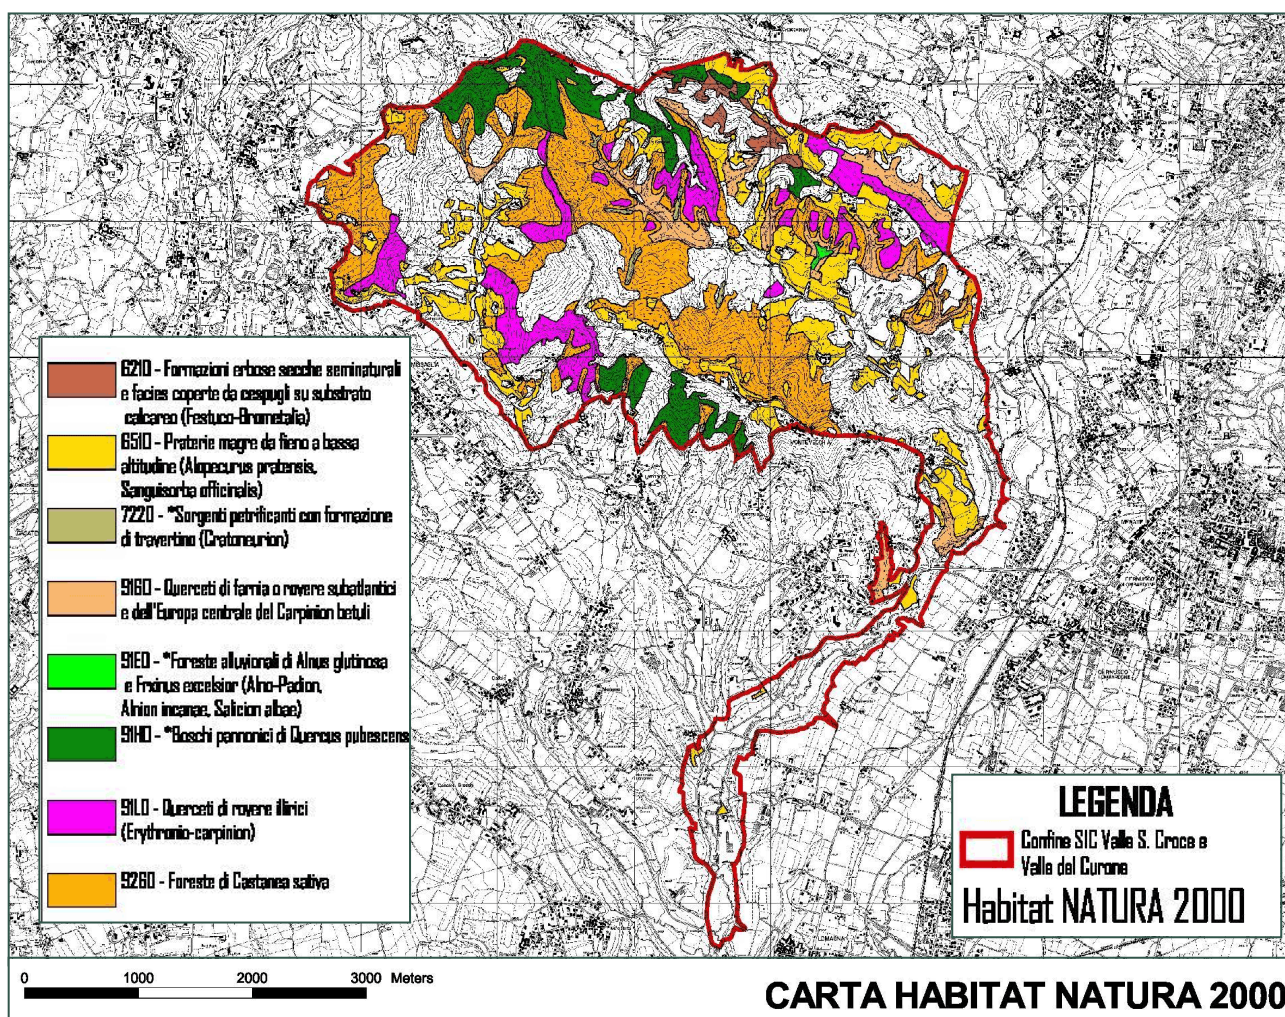 6210 - Formazioni erbose secche seminaturali
e facies coperte da cespugli su substrato
calcareo (Festuco-Brometalia)
6510 - Praterie magre da fieno a bassa
altitudine (Alopecurus pratensis,
Sanguisorba officinalis)
7220 - *Sorgenti petrificanti con formazione
di travertino (Cratoneurion)
9160 - Querceti di farnia o rovere subatlantici
e dell'Europa centrale del Carpinion betuli
91E0 - *Foreste alluvionali di Alnus glutinosa
e Frxinus excelsior (Alno-Padion,
Alnion incanae, Salicion albae)
91H0 - *Boschi pannonici di Quercus pubescens
91L0 - Querceti di rovere illirici
(Erythronio-carpinion)
9260 - Foreste di Castanea sativa
LOMAGNA
LEGENDA
Confine SIC Valle S. Croce e
Valle del Curone
Habitat NATURA 2000
0 1000 2000 3000 Meters
CARTA HABITAT NATURA 2000